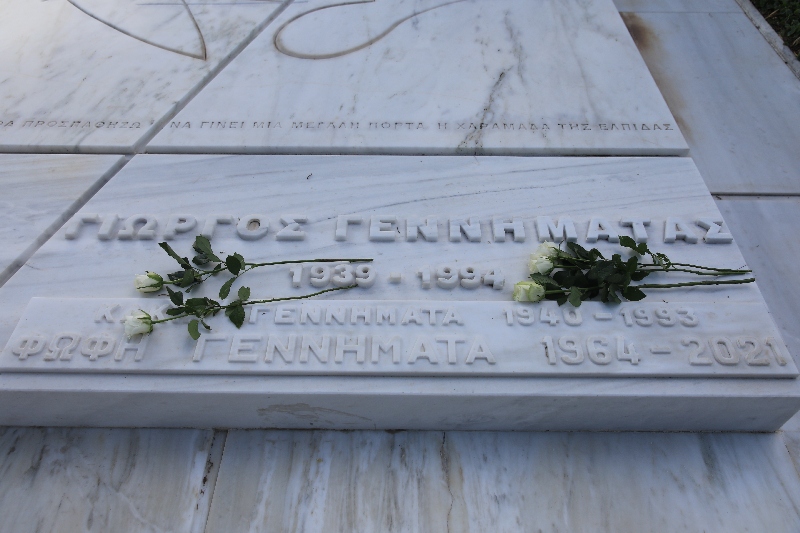 ΘΑ ΠΡΟΣΠΑΘΗΣΩ ΝΑ ΓΙΝΕΙ ΜΙΑ ΜΕΓΑΛΗ ΠΟΡΤΑ Η ΧΑΡΑΜΑΔΑ ΤΗΣ ΕΛΠΙΔΑΣ
ΓΙΩΡΓΟΣ ΓΕΝΝΗΜΑΤΑΣ
1939 - 1994
ΓΕΝΝΗΜΑΤΑ 1940 - 1993
ΦΩΦΗ ΓΕΝΝΗΜΑΤΑ 1964 - 2021